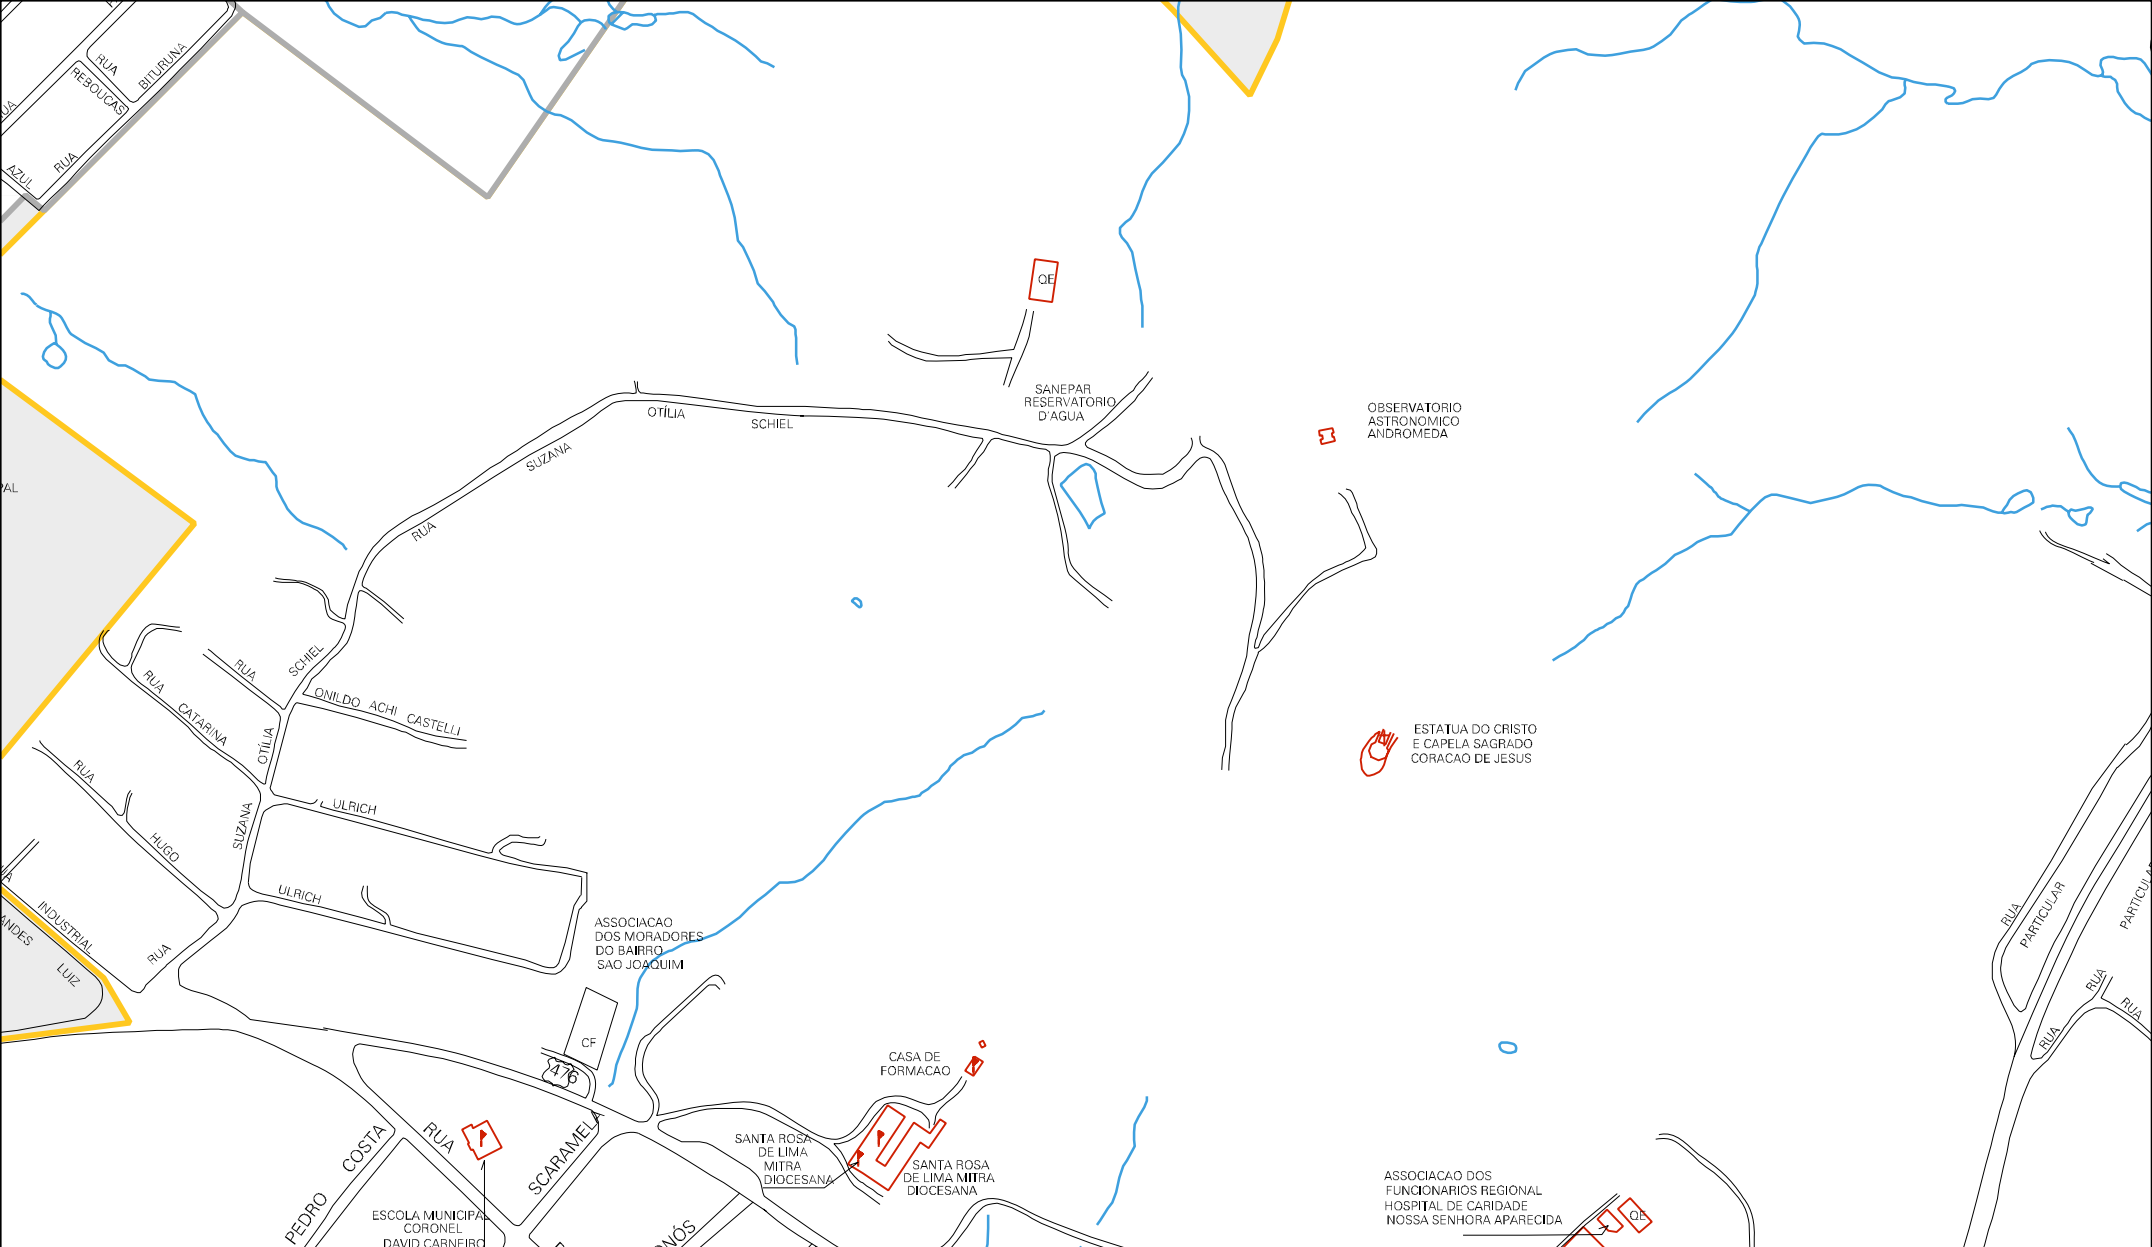 RUA
BITURUNA
REBOUCAS
RUA
AZUL
QE
SANEPAR
RESERVATORIO
D'AGUA
OTÍLIA
SCHIEL
SUZANA
RUA
OBSERVATORIO
ASTRONOMICO
ANDROMEDA
SCHIEL
RUA
ONILDO ACHI CASTELLI
RUA
CATARINA
OTÍLIA
ESTATUA DO CRISTO
E CAPELA SAGRADO
CORACAO DE JESUS
RUA
HUGO
SUZANA
ULRICH
ULRICH
INDUSTRIAL
LUIZ
RUA
ASSOCIACAO
DOS MORADORES
DO BAIRRO
SAO JOAQUIM
RUA
PARTICULAR
RUA
RUA
RUA
CF
476
CASA DE
FORMACAO
COSTA
PEDRO
RUA
SCARAMELA
SANTA ROSA
DE LIMA
MITRA
DIOCESANA
SANTA ROSA
DE LIMA MITRA
DIOCESANA
ASSOCIACAO DOS
FUNCIONARIOS REGIONAL
HOSPITAL DE CARIDADE
NOSSA SENHORA APARECIDA
QE
ESCOLA MUNICIPAL
CORONEL
DAVID CARNEIRO